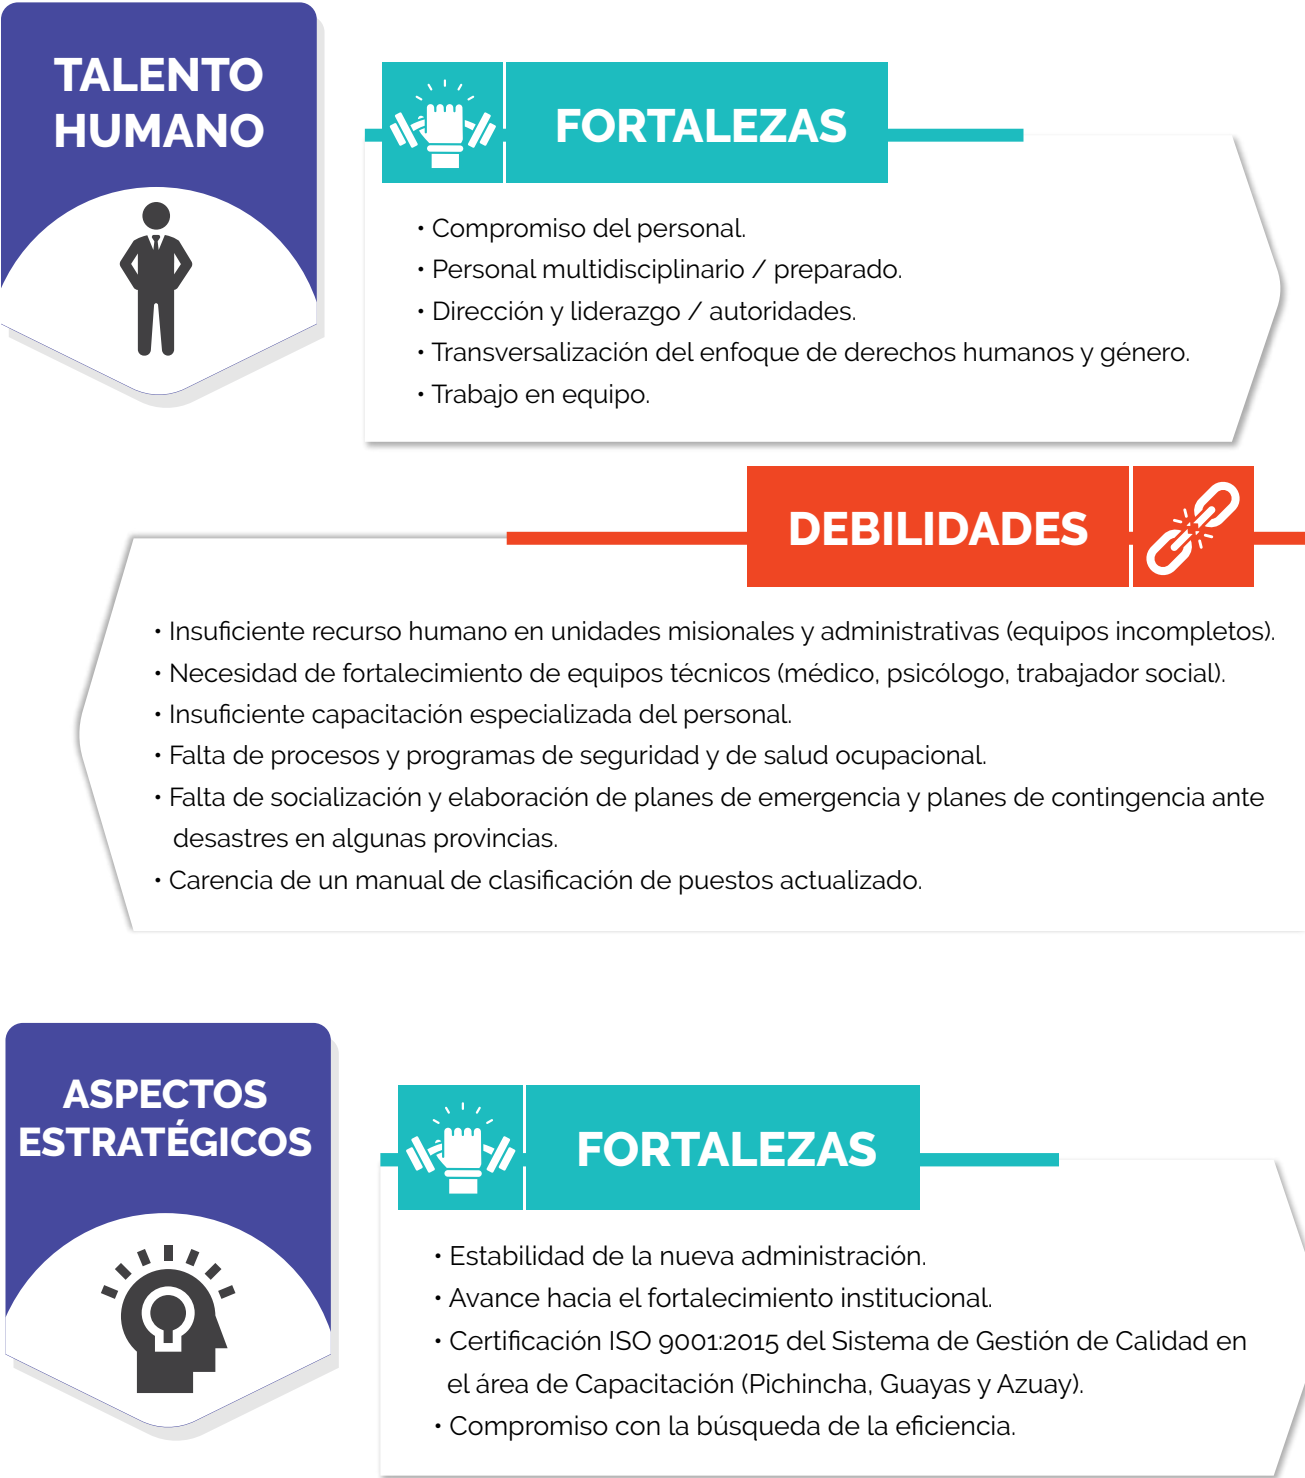 TALENTO
HUMANO
FORTALEZAS
• Compromiso del personal.
• Personal multidisciplinario / preparado.
• Dirección y liderazgo / autoridades.
• Transversalización del enfoque de derechos humanos y género.
• Trabajo en equipo.
DEBILIDADES
• Insuficiente recurso humano en unidades misionales y administrativas (equipos incompletos).
• Necesidad de fortalecimiento de equipos técnicos (médico, psicólogo, trabajador social).
• Insuficiente capacitación especializada del personal.
• Falta de procesos y programas de seguridad y de salud ocupacional.
• Falta de socialización y elaboración de planes de emergencia y planes de contingencia ante
desastres en algunas provincias.
• Carencia de un manual de clasificación de puestos actualizado.
ASPECTOS
ESTRATÉGICOS
FORTALEZAS
• Estabilidad de la nueva administración.
• Avance hacia el fortalecimiento institucional.
• Certificación ISO 9001:2015 del Sistema de Gestión de Calidad en
el área de Capacitación (Pichincha, Guayas y Azuay).
• Compromiso con la búsqueda de la eficiencia.